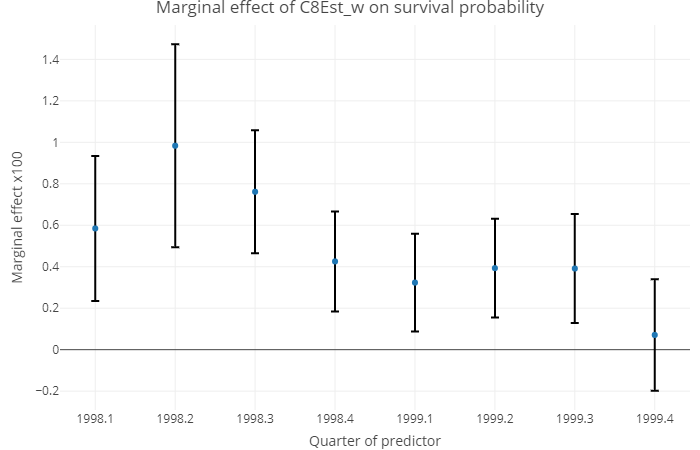 Marginal effect of C8Est_w on survival probability
Marginal effect x100
1.4
1.2
1
0.8
0.6
0.4
0.2
0
−0.2
1998.1 1998.2 1998.3 1998.4 1999.1 1999.2 1999.3 1999.4
Quarter of predictor